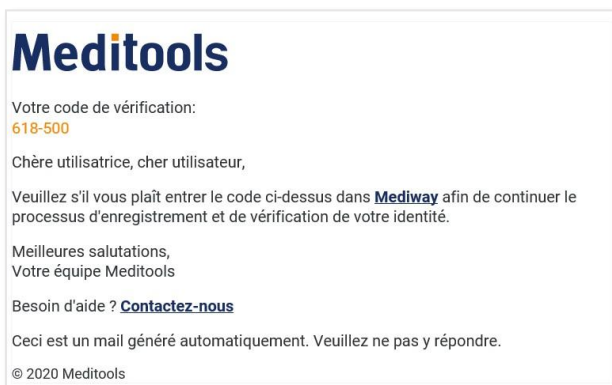 Meditools
Votre code de vérification:
618-500
Chère utilisatrice, cher utilisateur,
Veuillez s'il vous plaît entrer le code ci-dessus dans Mediway afin de continuer le
processus d'enregistrement et de vérification de votre identité.
Meilleures salutations,
Votre équipe Meditools
Besoin d'aide ? Contactez-nous
Ceci est un mail généré automatiquement. Veuillez ne pas y répondre.
© 2020 Meditools